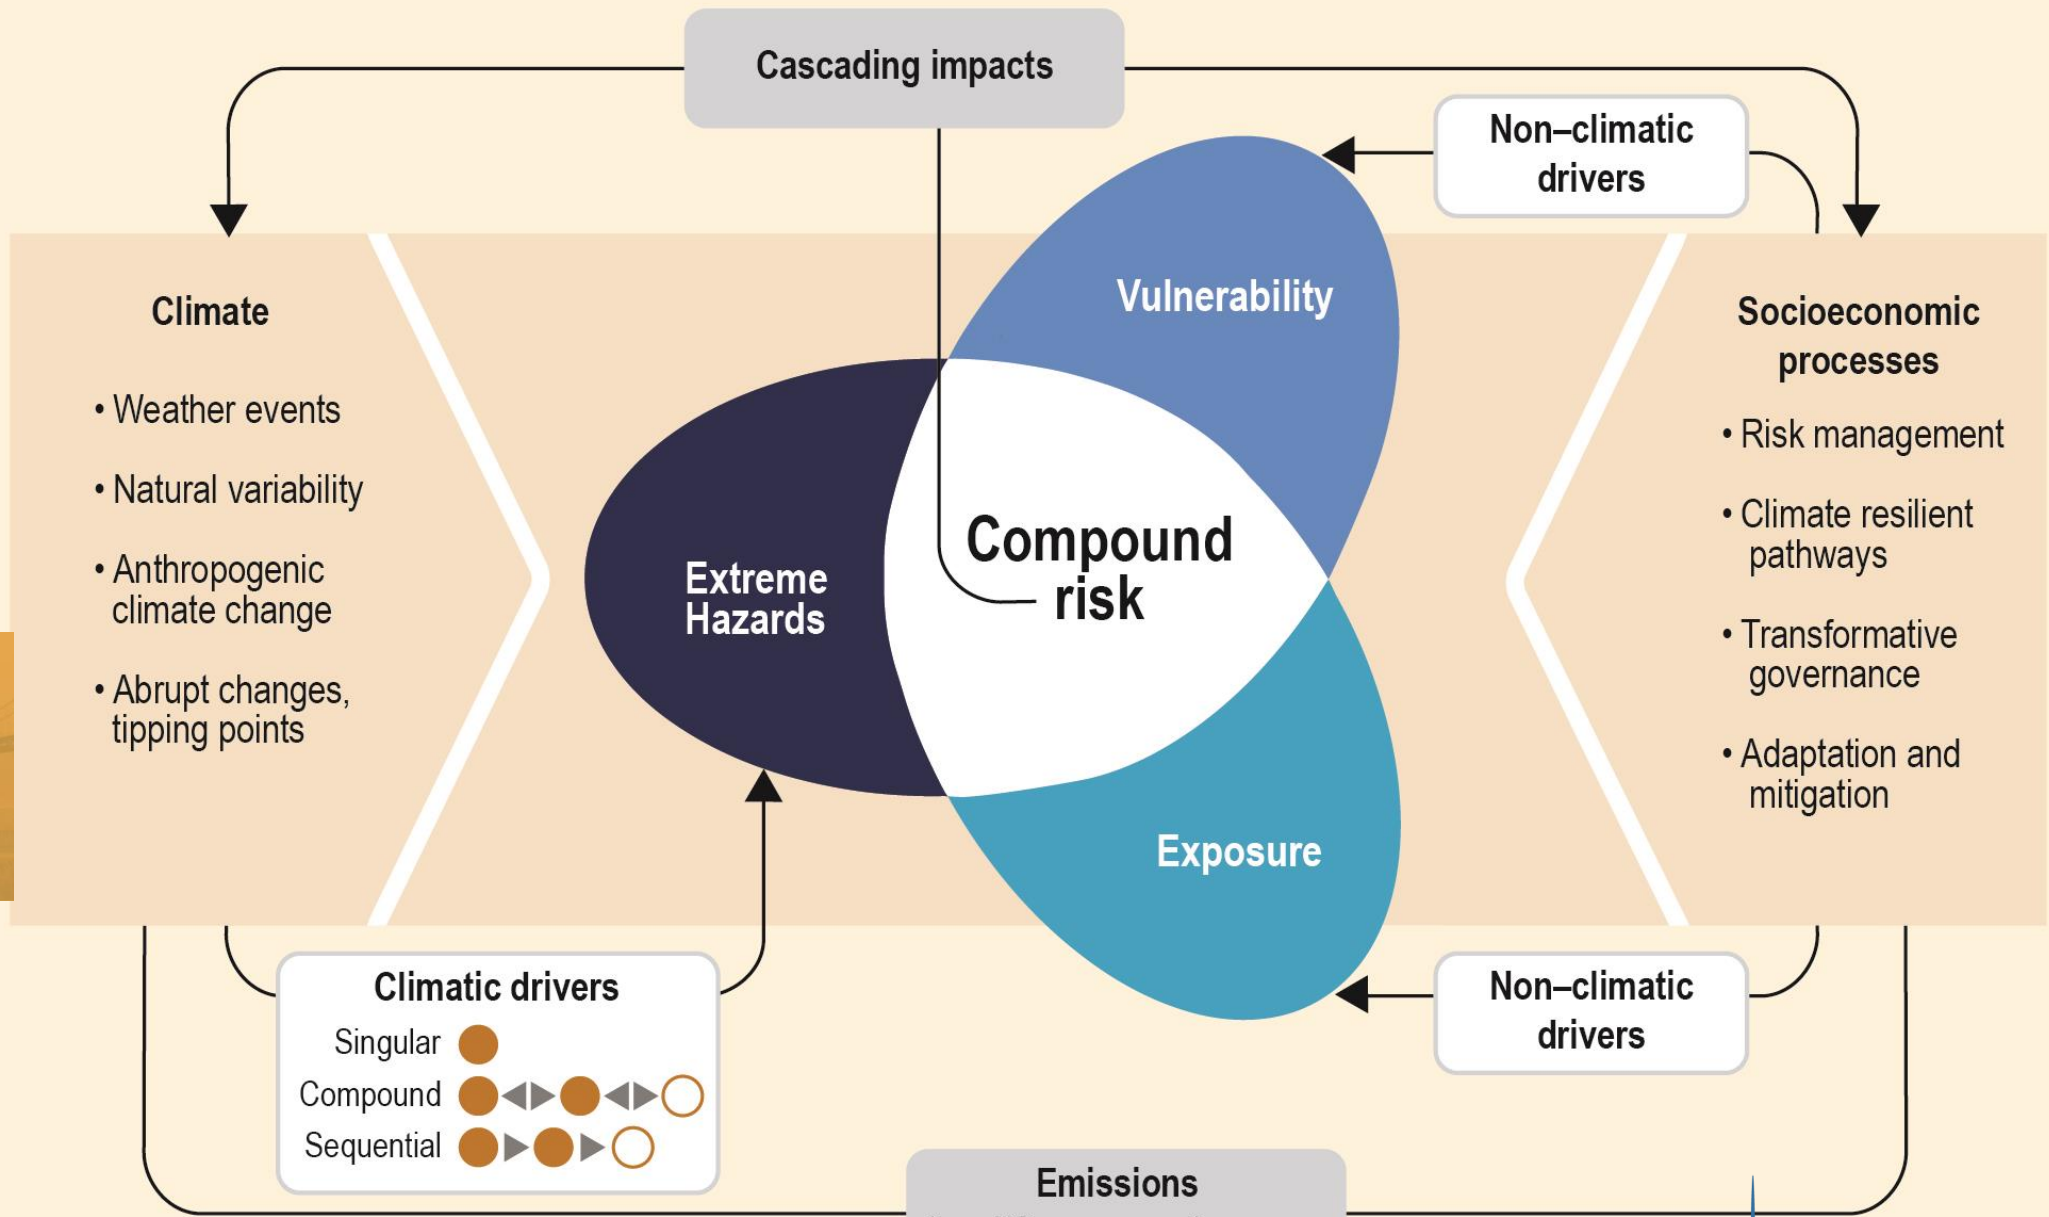 Cascading impacts
Non–climatic
drivers
Climate
• Weather events
• Natural variability
• Anthropogenic
climate change
• Abrupt changes,
tipping points
Vulnerability
Extreme
Hazards
Compound
risk
Exposure
Socioeconomic
processes
• Risk management
• Climate resilient
pathways
• Transformative
governance
• Adaptation and
mitigation
Climatic drivers
Singular
Compound
Sequential
Non–climatic
drivers
Emissions